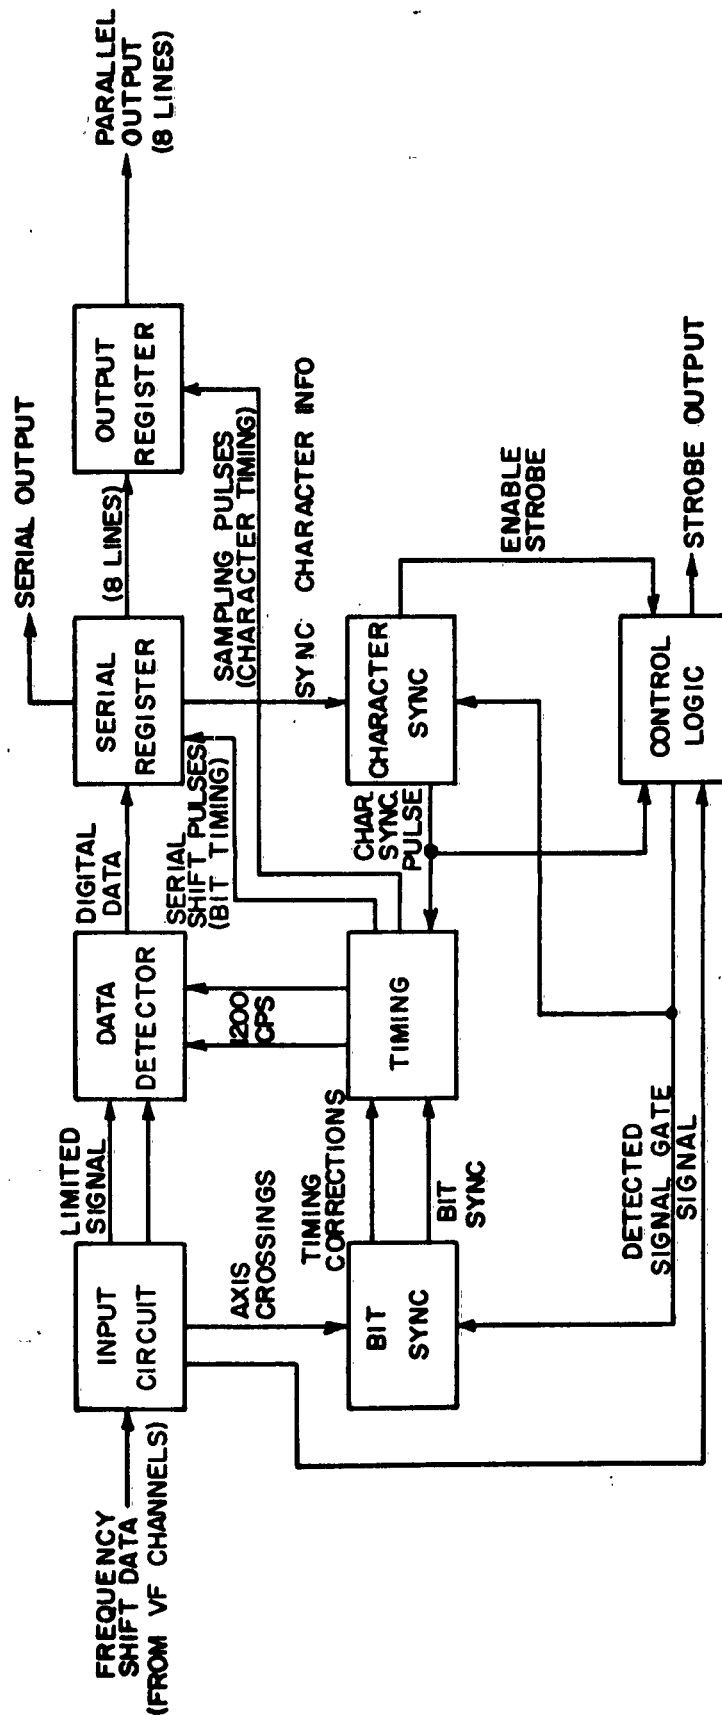 FREQUENCY
SHIFT DATA
(FROM VF CHANNELS)
INPUT
CIRCUIT
LIMITED
SIGNAL
DATA
DETECTOR
DIGITAL
DATA
SERIAL
REGISTER
SERIAL OUTPUT
(8 LINES)
OUTPUT
REGISTER
PARALLEL
OUTPUT
(8 LINES)
AXIS
CROSSINGS
1200
CPS
SERIAL
SHIFT PULSES
(BIT TIMING)
SAMPLING PULSES
(CHARACTER TIMING)
SYNC CHARACTER INFO
BIT
SYNC
TIMING
CORRECTIONS
BIT
SYNC
TIMING
CHAR.
SYNC.
PULSE
CHARACTER
SYNC
ENABLE
STROBE
DETECTED
SIGNAL GATE
SIGNAL
CONTROL
LOGIC
STROBE OUTPUT